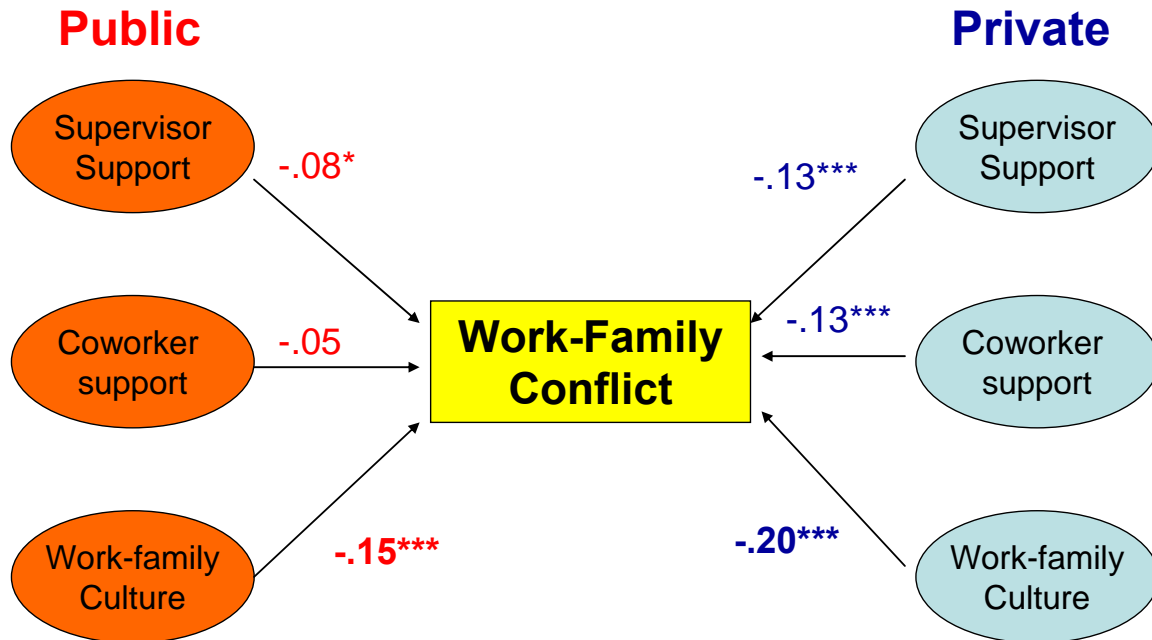 Public
Private
Supervisor
Support
-.08*
-.13***
Supervisor
Support
Coworker
support
-.05
Work-Family
Conflict
-.13***
Coworker
support
Work-family
Culture
-.15***
-.20***
Work-family
Culture